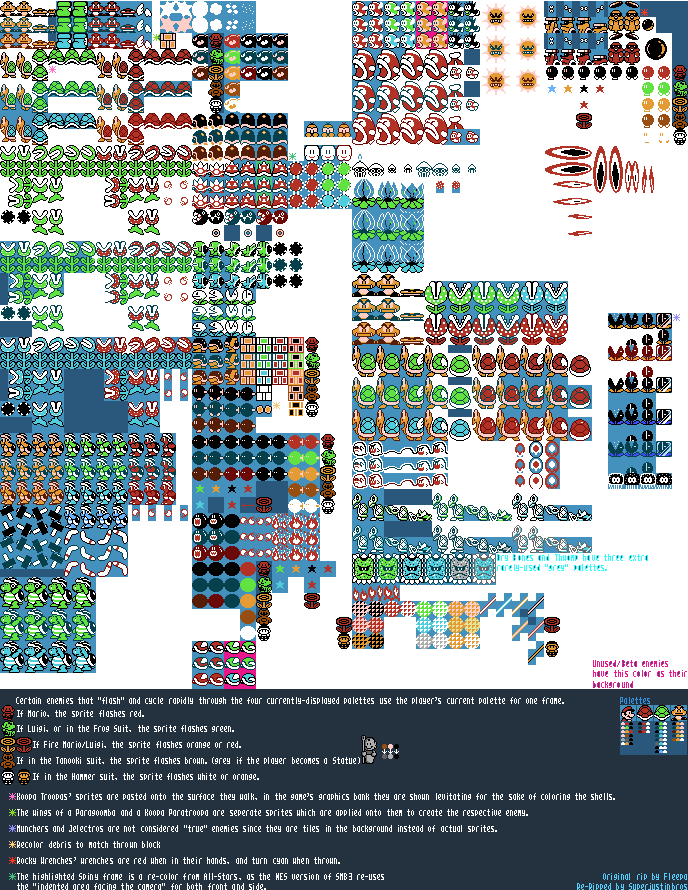 Dry Bones and Thwomp have three extra
rarely-used "grey" palettes.
Unused/Beta enemies
have this color as their
background
Certain enemies that "flash" and cycle rapidly through the four currently-displayed palettes use the player's current palette for one frame.
If Mario, the sprite flashes red.
If Luigi, or in the Frog Suit, the sprite flashes green.
If Fire Mario/Luigi, the sprite flashes orange or red.
If in the Tanooki suit, the sprite flashes brown. (grey if the player becomes a Statue)
If in the Hammer suit, the sprite flashes white or orange.
Palettes
Koopa Troopas' sprites are pasted onto the surface they walk, in the game's graphics bank they are shown levitating for the sake of coloring the shells.
The wings of a Paragoomba and a Koopa Paratroopa are seperate sprites which are applied onto them to create the respective enemy.
Munchers and Jelectros are not considered "true" enemies since they are tiles in the background instead of actual sprites.
Recolor debris to match thrown block
Rocky Wrenches' wrenches are red when in their hands, and turn cyan when thrown.
The highlighted Spiny frame is a re-color from All-Stars, as the NES version of SMB3 re-uses
the "indented area facing the camera" for both front and side.
Original rip by Fleepa
Re-Ripped by Superjustinbros